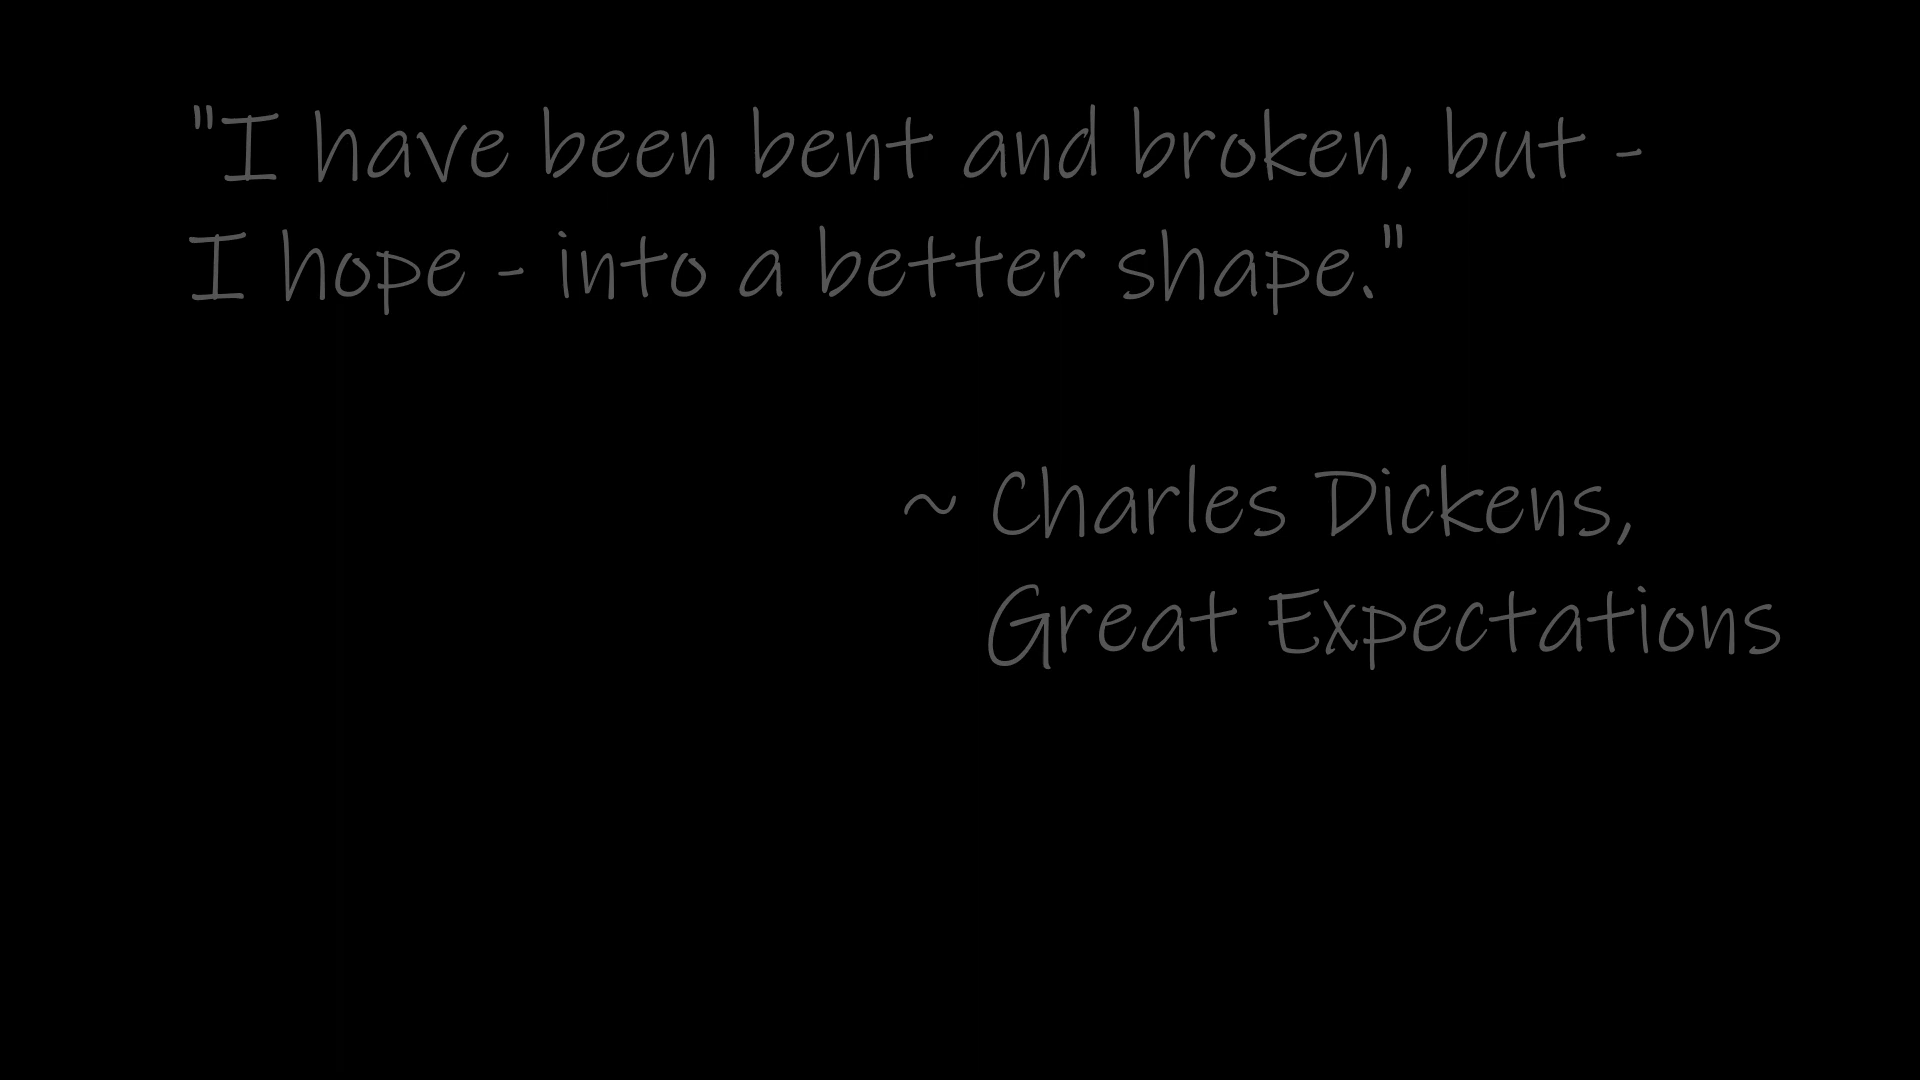 "I have been bent and broken, but -
I hope - into a better shape."
~ Charles Dickens,
Great Expectations